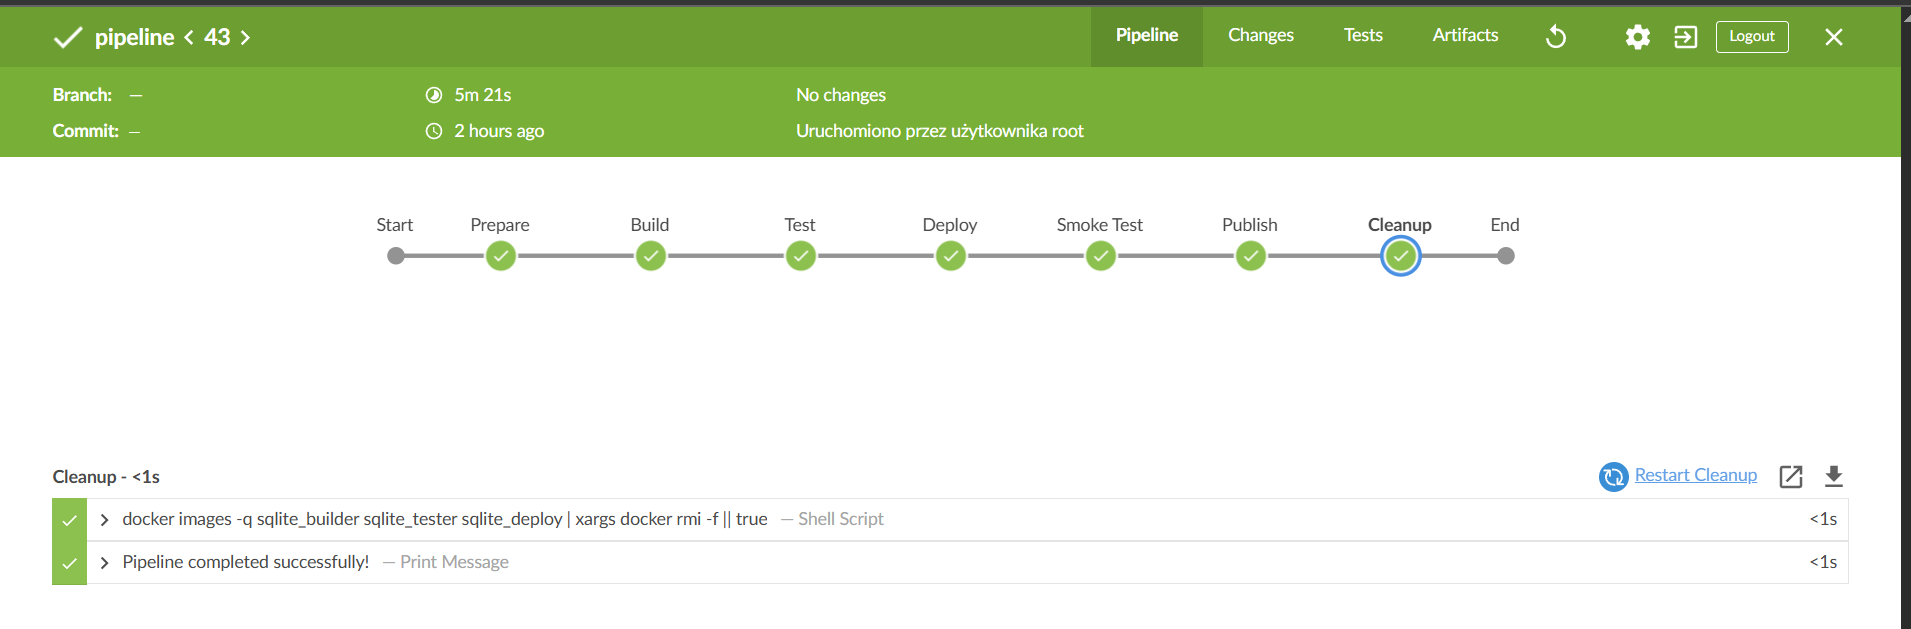 pipeline < 43 >
Pipeline Changes Tests Artifacts Logout
Branch: — 5m 21s No changes
Commit: — 2 hours ago Uruchomiono przez użytkownika root
Start Prepare Build Test Deploy Smoke Test Publish Cleanup End
Cleanup - <1s Restart Cleanup
docker images -q sqlite_builder sqlite_tester sqlite_deploy | xargs docker rmi -f || true — Shell Script <1s
Pipeline completed successfully! — Print Message <1s